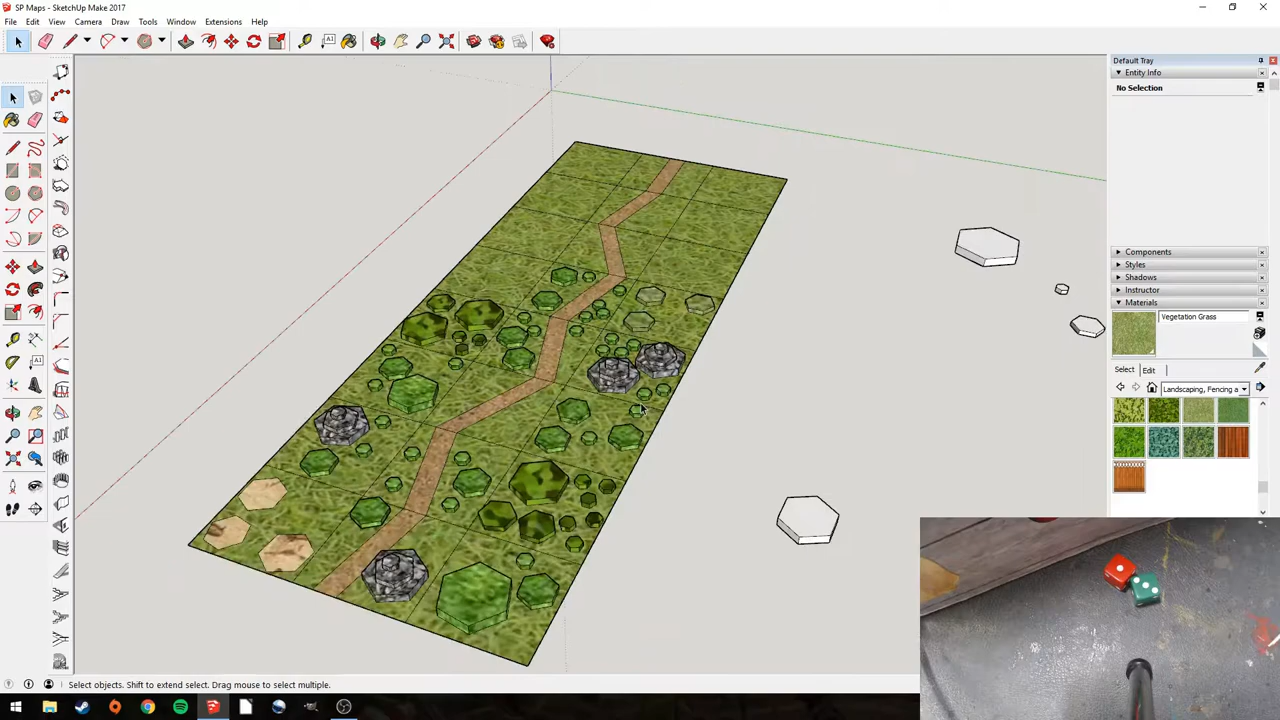 SP Maps - SketchUp Make 2017
File Edit View Camera Draw Tools Window Extensions Help
Default Tray
Entity Info
No Selection
Components
Styles
Shadows
Instructor
Materials
Vegetation Grass
Select Edit
Landscaping, Fencing a
Select objects. Shift to extend select. Drag mouse to select multiple.